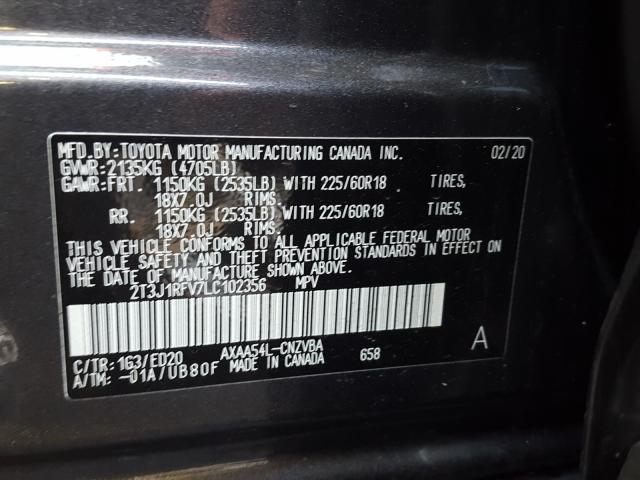 MFD.BY:TOYOTA MOTOR MANUFACTURING CANADA INC. 02/20
GVWR:2135KG (4705LB)
GAWR:FRT. 1150KG (2535LB) WITH 225/60R18 TIRES,
18X7.0J RIMS.
RR. 1150KG (2535LB) WITH 225/60R18 TIRES,
18X7.0J RIMS.
THIS VEHICLE CONFORMS TO ALL APPLICABLE FEDERAL MOTOR
VEHICLE SAFETY AND THEFT PREVENTION STANDARDS IN EFFECT
ON THE DATE OF MANUFACTURE SHOWN ABOVE.
2T3J1RFV7LC102356 MPV
A
C/TR: 1G3/ED20 AXAA54L-CNZVBA 658
A/TM: -01A/UB80F MADE IN CANADA